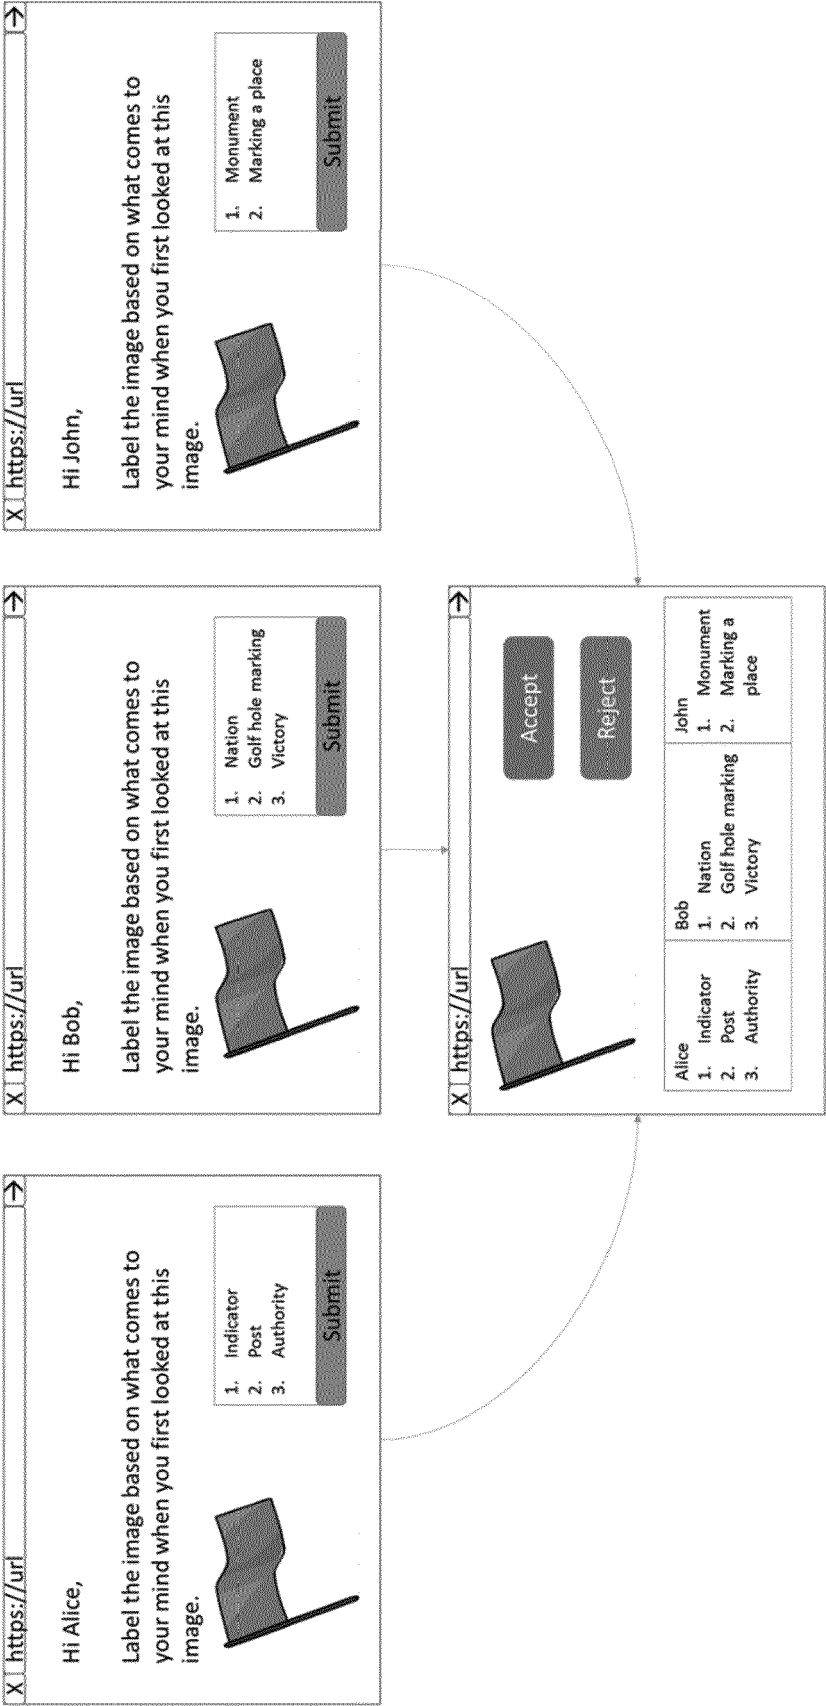 X https://url →
Hi Alice,
Label the image based on what comes to
your mind when you first looked at this
image.
1. Indicator
2. Post
3. Authority
Submit
X https://url →
Hi Bob,
Label the image based on what comes to
your mind when you first looked at this
image.
1. Nation
2. Golf hole marking
3. Victory
Submit
X https://url →
Hi John,
Label the image based on what comes to
your mind when you first looked at this
image.
1. Monument
2. Marking a place
Submit
X https://url →
Accept
Reject
Alice
1. Indicator
2. Post
3. Authority
Bob
1. Nation
2. Golf hole marking
3. Victory
John
1. Monument
2. Marking a
place